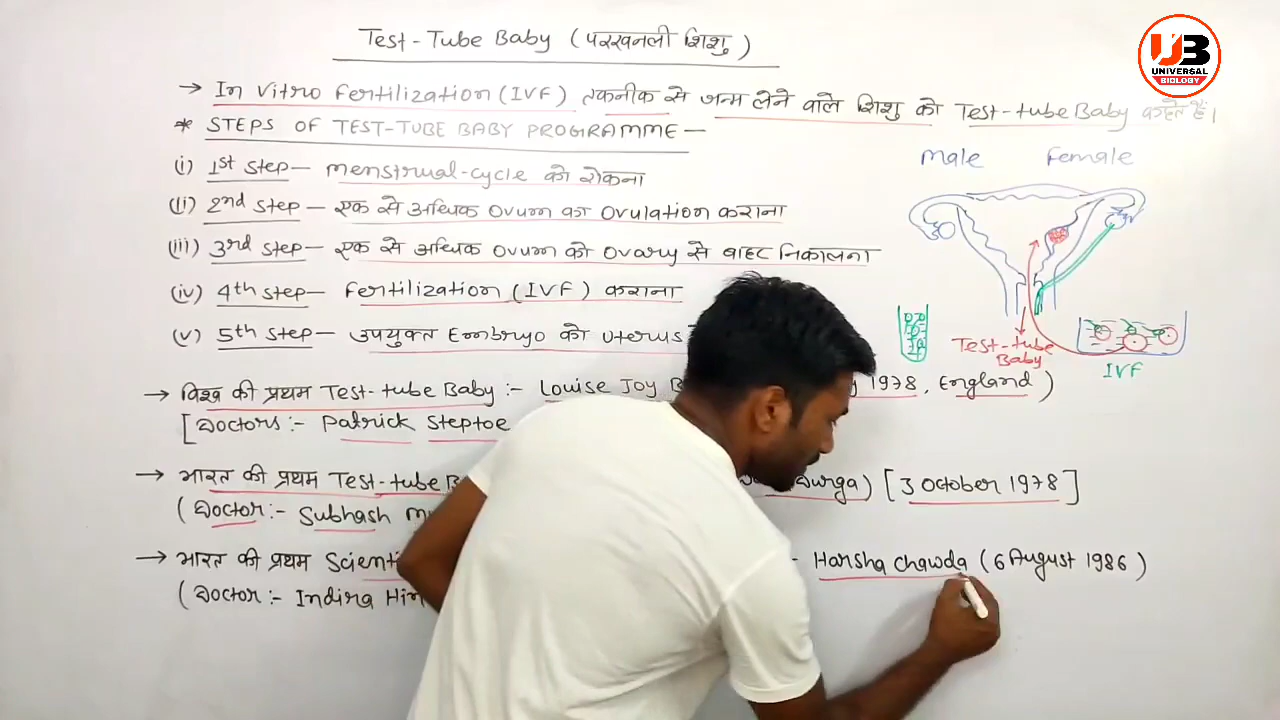 Test-Tube Baby (परखनली शिशु)
UB
UNIVERSAL
BIOLOGY
→ In Vitro Fertilization (IVF) तकनीक से जन्म लेने वाले शिशु को Test-tube Baby कहते हैं।
* STEPS OF TEST-TUBE BABY PROGRAMME—
(i) 1st step— menstrual-cycle को रोकना
(ii) 2nd step— एक से अधिक Ovum का Ovulation कराना
(iii) 3rd step— एक से अधिक Ovum को Ovary से बाहर निकालना
(iv) 4th step— Fertilization (IVF) कराना
(v) 5th step— उपयुक्त Embryo को uterus
Male Female
Test-tube Baby
IVF
→ विश्व की प्रथम Test-tube Baby :- Louise Joy 1978, England)
[Doctors :- Patrick Steptoe
→ भारत की प्रथम Test-tube Durga) [3 October 1978]
(Doctor :- Subhash
→ भारत की प्रथम - Harsha Chawda (6 August 1986)
(Doctor :- Indira